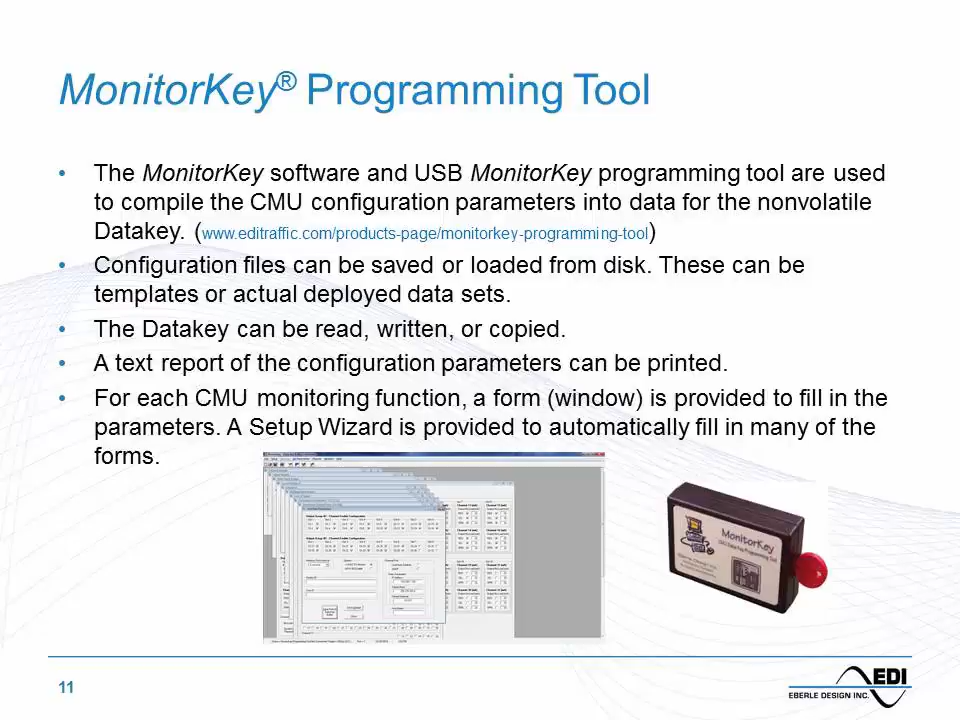 MonitorKey® Programming Tool
• The MonitorKey software and USB MonitorKey programming tool are used
to compile the CMU configuration parameters into data for the nonvolatile
Datakey. (www.editraffic.com/products-page/monitorkey-programming-tool)
• Configuration files can be saved or loaded from disk. These can be
templates or actual deployed data sets.
• The Datakey can be read, written, or copied.
• A text report of the configuration parameters can be printed.
• For each CMU monitoring function, a form (window) is provided to fill in the
parameters. A Setup Wizard is provided to automatically fill in many of the
forms.
MonitorKey
11
EDI
EBERLE DESIGN INC.